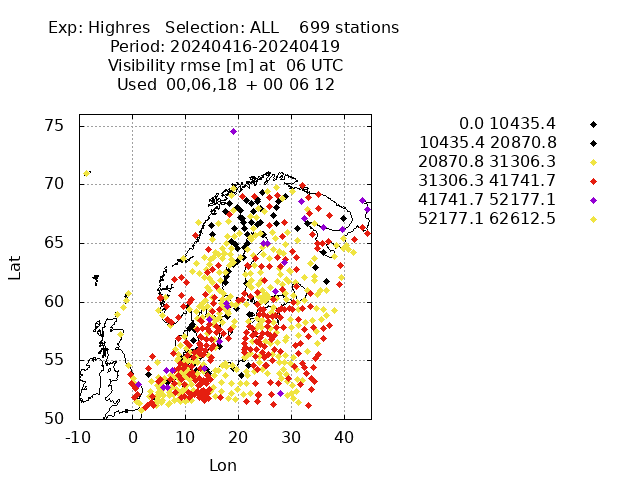 Exp: Highres   Selection: ALL    699 stations
Period: 20240416-20240419
Visibility rmse [m] at  06 UTC
Used  00,06,18  + 00 06 12
0.0 10435.4
10435.4 20870.8
20870.8 31306.3
31306.3 41741.7
41741.7 52177.1
52177.1 62612.5
75
70
65
60
55
50
Lat
-10 0 10 20 30 40
Lon